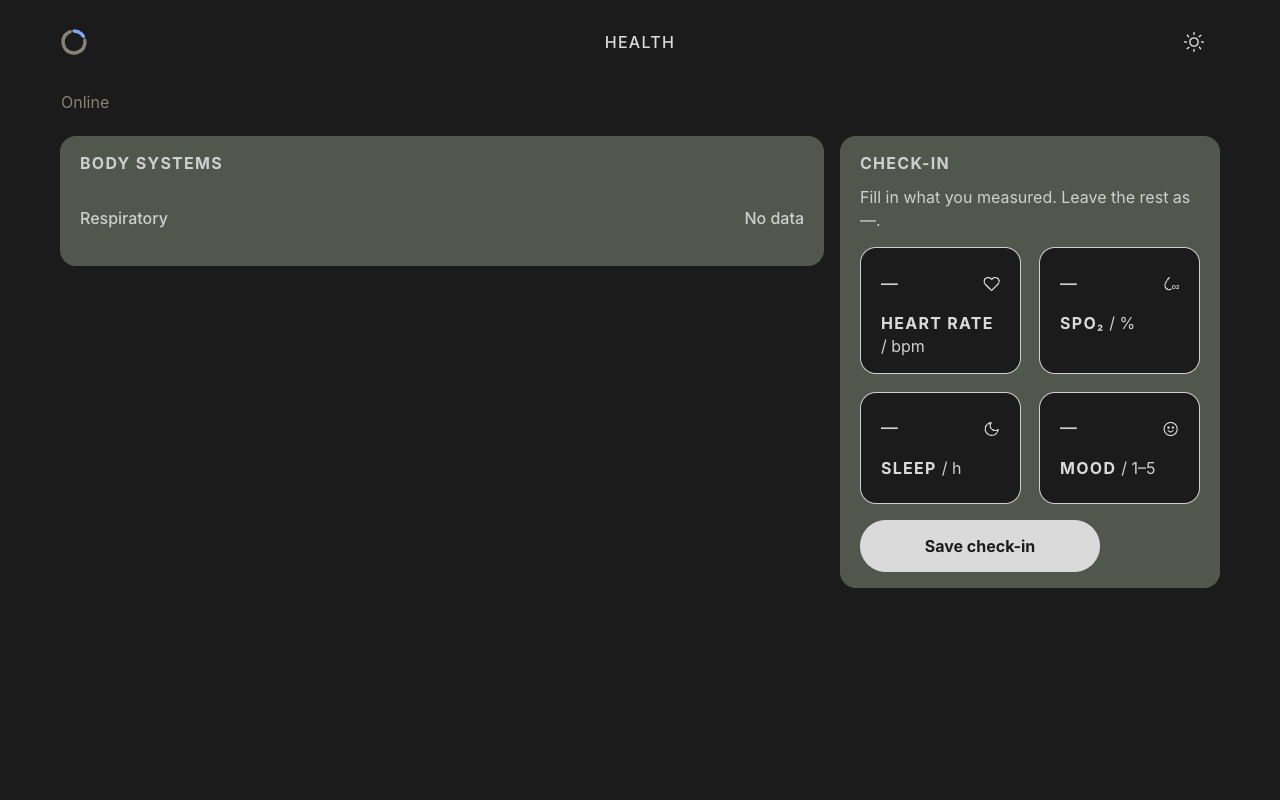 HEALTH
Online
BODY SYSTEMS
Respiratory
No data
CHECK-IN
Fill in what you measured. Leave the rest as
—.
—
HEART RATE
/ bpm
—
O2
SPO₂ / %
—
SLEEP / h
—
MOOD / 1–5
Save check-in